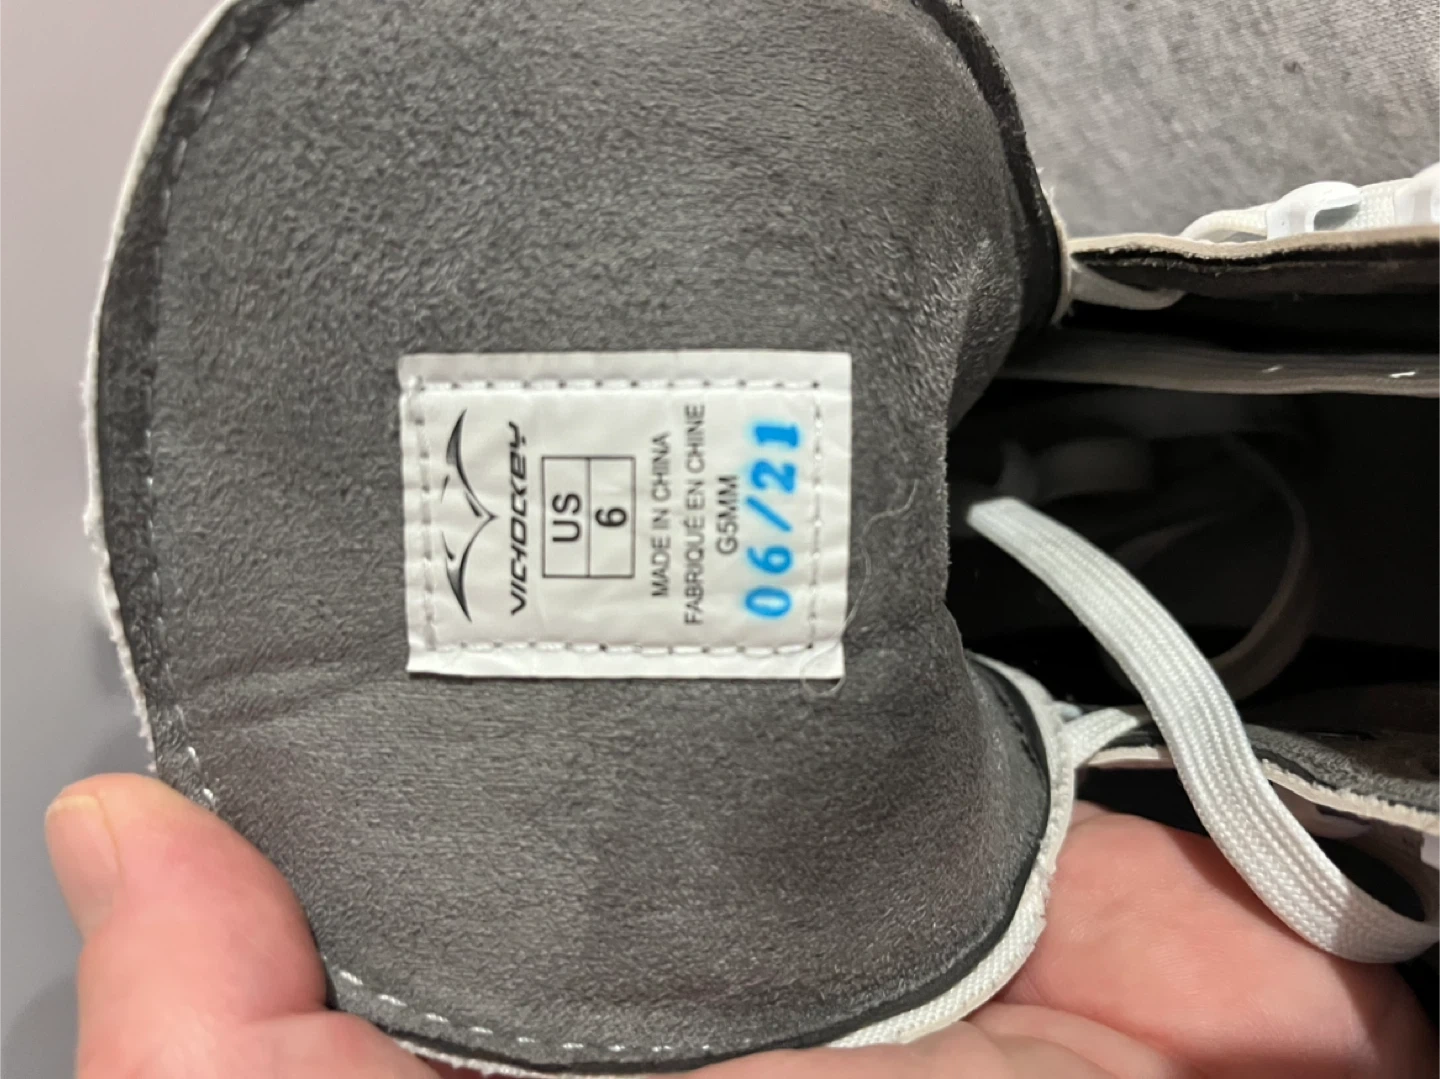 VICHOCKEY
US
6
MADE IN CHINA
FABRIQUÉ EN CHINE
G5MM
06/21